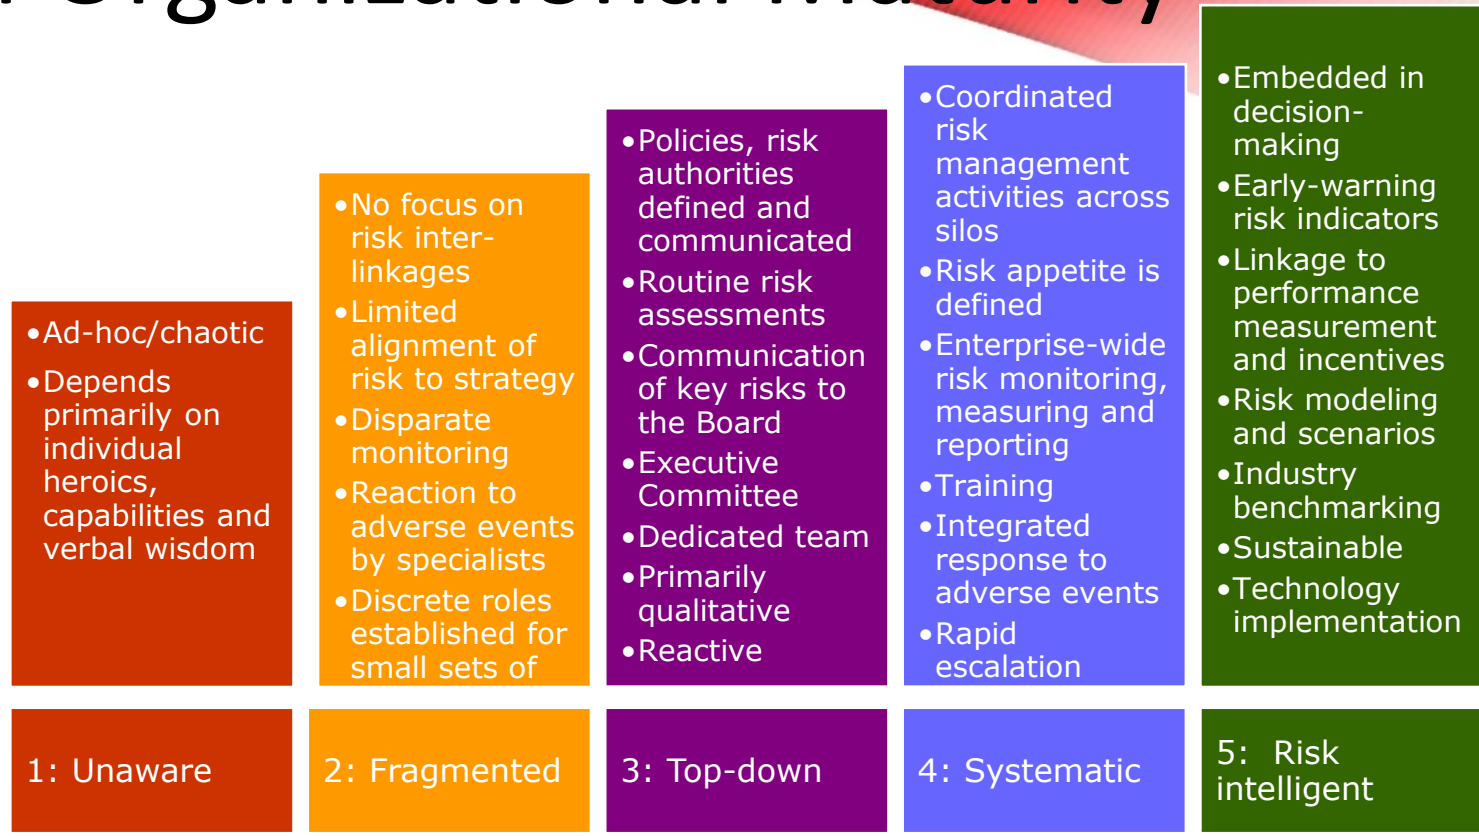 Organizational Maturity
•Ad-hoc/chaotic
•Depends
primarily on
individual
heroics,
capabilities and
verbal wisdom
•No focus on
risk inter-
linkages
•Limited
alignment of
risk to strategy
•Disparate
monitoring
•Reaction to
adverse events
by specialists
•Discrete roles
established for
small sets of
•Policies, risk
authorities
defined and
communicated
•Routine risk
assessments
•Communication
of key risks to
the Board
•Executive
Committee
•Dedicated team
•Primarily
qualitative
•Reactive
•Coordinated
risk
management
activities across
silos
•Risk appetite is
defined
•Enterprise-wide
risk monitoring,
measuring and
reporting
•Training
•Integrated
response to
adverse events
•Rapid
escalation
•Embedded in
decision-
making
•Early-warning
risk indicators
•Linkage to
performance
measurement
and incentives
•Risk modeling
and scenarios
•Industry
benchmarking
•Sustainable
•Technology
implementation
1: Unaware
2: Fragmented
3: Top-down
4: Systematic
5: Risk
intelligent